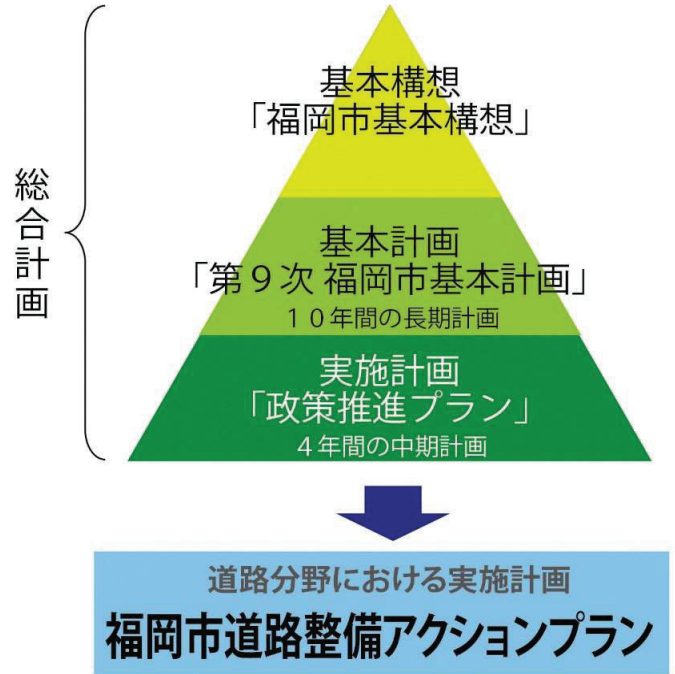 総合計画
基本構想
「福岡市基本構想」
基本計画
「第９次 福岡市基本計画」
１０年間の長期計画
実施計画
「政策推進プラン」
４年間の中期計画
道路分野における実施計画
福岡市道路整備アクションプラン